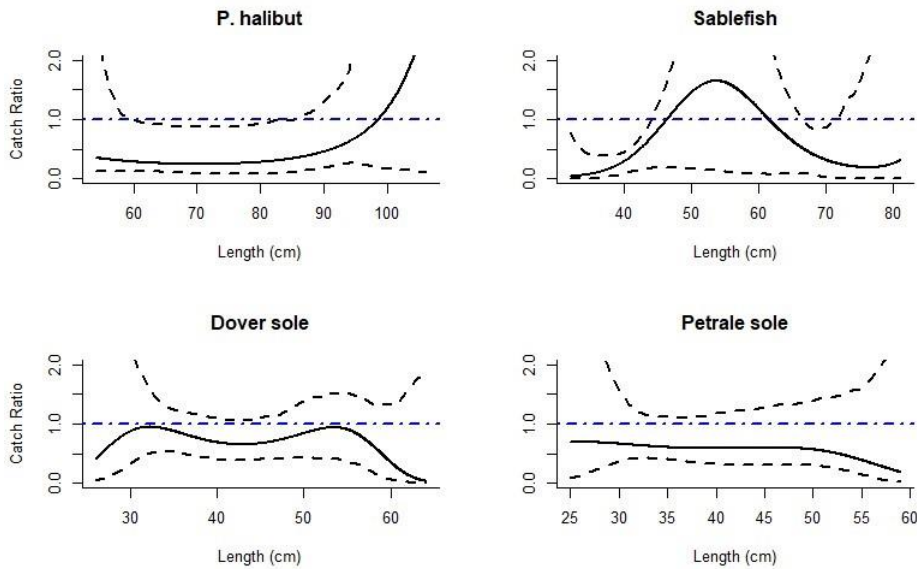 P. halibut
Sablefish
Catch Ratio
2.0
1.0
0.0
60 70 80 90 100
Length (cm)
2.0
1.0
0.0
40 50 60 70 80
Length (cm)
Dover sole
Petrale sole
Catch Ratio
2.0
1.0
0.0
30 40 50 60
Length (cm)
2.0
1.0
0.0
25 30 35 40 45 50 55 60
Length (cm)